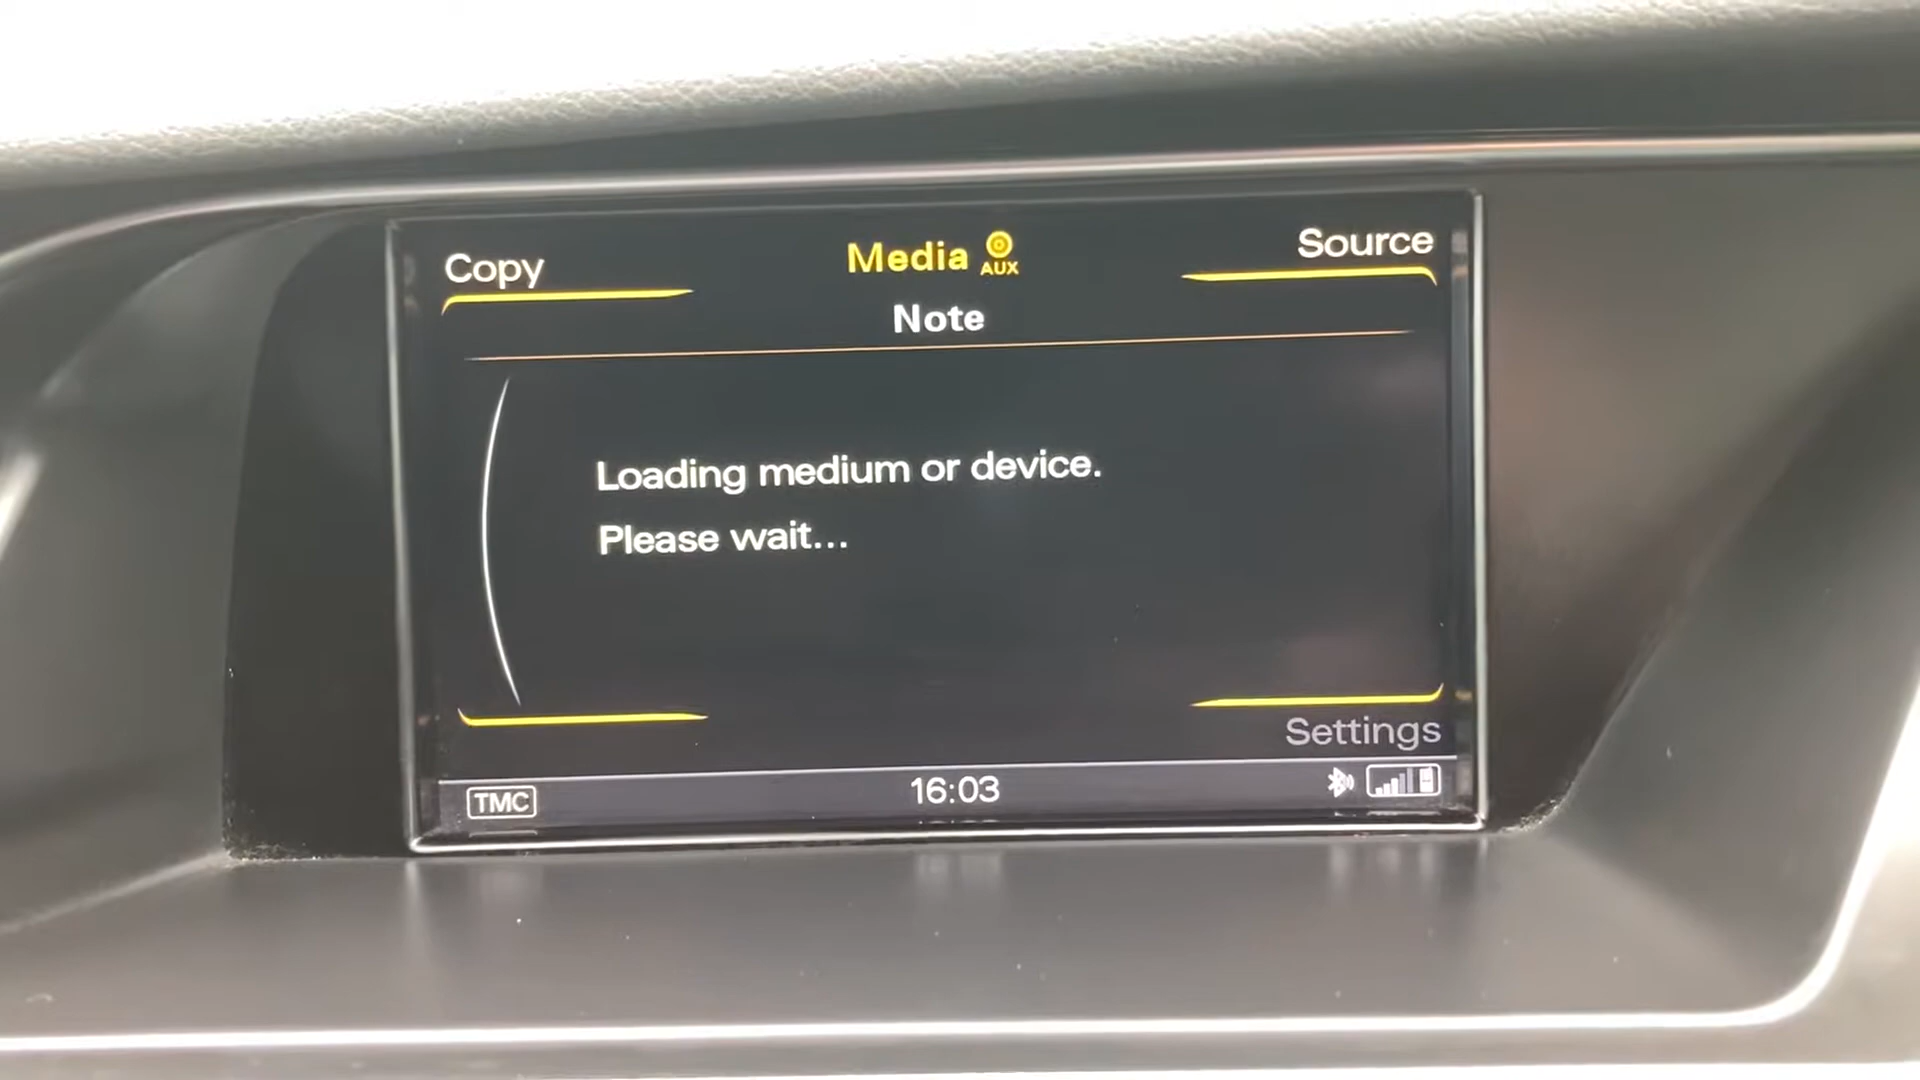 Copy
Media AUX
Source
Note
Loading medium or device.
Please wait...
Settings
TMC
16:03